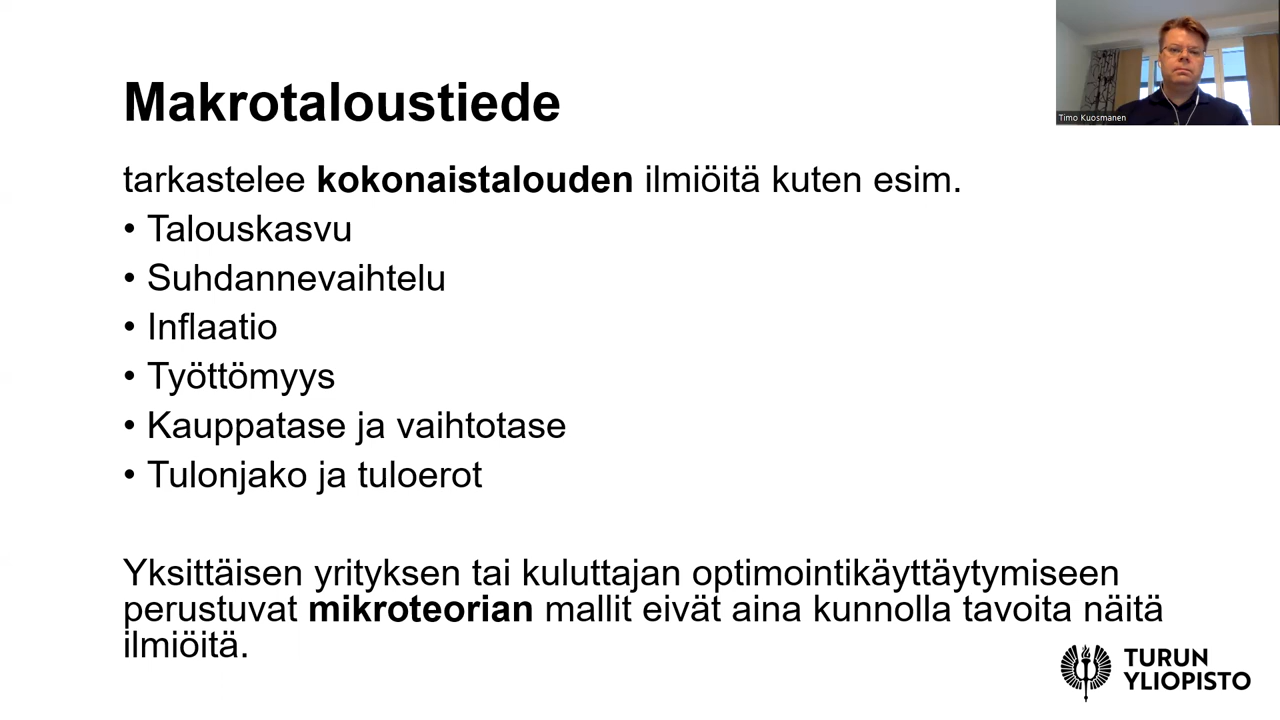 Makrotaloustiede
tarkastelee kokonaistalouden ilmiöitä kuten esim.
• Talouskasvu
• Suhdannevaihtelu
• Inflaatio
• Työttömyys
• Kauppatase ja vaihtotase
• Tulonjako ja tuloerot
Yksittäisen yrityksen tai kuluttajan optimointikäyttäytymiseen
perustuvat mikroteorian mallit eivät aina kunnolla tavoita näitä
ilmiöitä.
Timo Kuosmanen
TURUN
YLIOPISTO